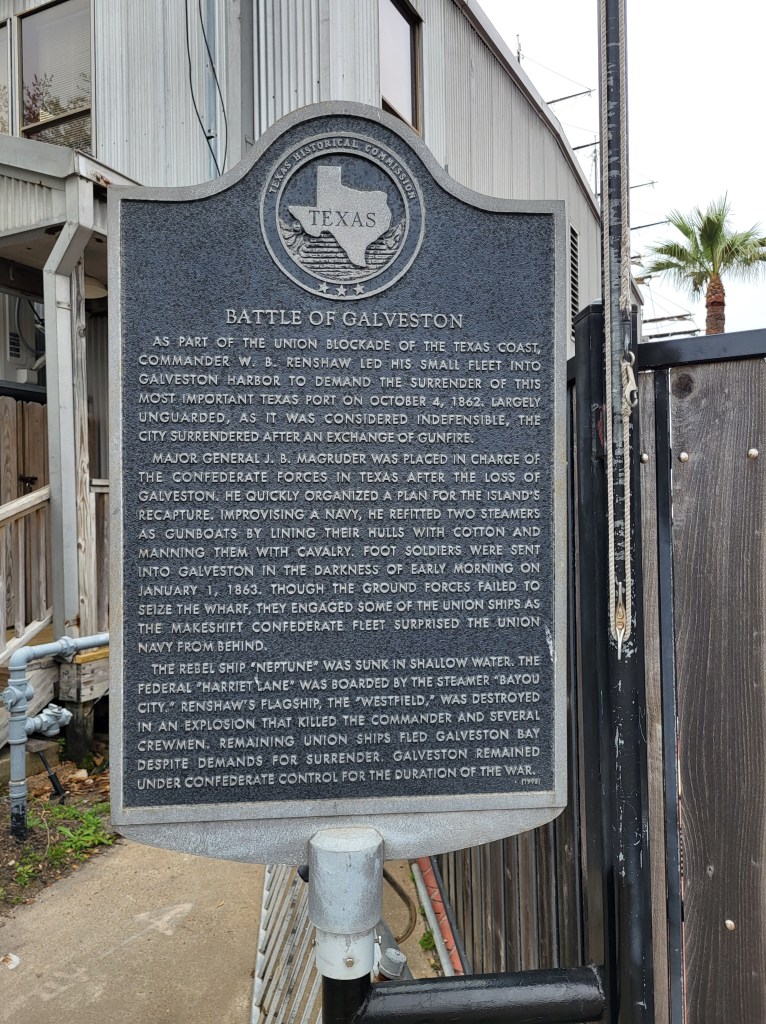 TEXAS HISTORICAL COMMISSION
TEXAS
BATTLE OF GALVESTON
AS PART OF THE UNION BLOCKADE OF THE TEXAS COAST,
COMMANDER W. B. RENSHAW LED HIS SMALL FLEET INTO
GALVESTON HARBOR TO DEMAND THE SURRENDER OF THIS
MOST IMPORTANT TEXAS PORT ON OCTOBER 4, 1862. LARGELY
UNGUARDED, AS IT WAS CONSIDERED INDEFENSIBLE, THE
CITY SURRENDERED AFTER AN EXCHANGE OF GUNFIRE.
MAJOR GENERAL J. B. MAGRUDER WAS PLACED IN CHARGE OF
THE CONFEDERATE FORCES IN TEXAS AFTER THE LOSS OF
GALVESTON. HE QUICKLY ORGANIZED A PLAN FOR THE ISLAND'S
RECAPTURE. IMPROVISING A NAVY, HE REFITTED TWO STEAMERS
AS GUNBOATS BY LINING THEIR HULLS WITH COTTON AND
MANNING THEM WITH CAVALRY. FOOT SOLDIERS WERE SENT
INTO GALVESTON IN THE DARKNESS OF EARLY MORNING ON
JANUARY 1, 1863. THOUGH THE GROUND FORCES FAILED TO
SEIZE THE WHARF, THEY ENGAGED SOME OF THE UNION SHIPS AS
THE MAKESHIFT CONFEDERATE FLEET SURPRISED THE UNION
NAVY FROM BEHIND.
THE REBEL SHIP "NEPTUNE" WAS SUNK IN SHALLOW WATER. THE
FEDERAL "HARRIET LANE" WAS BOARDED BY THE STEAMER "BAYOU
CITY." RENSHAW'S FLAGSHIP, THE "WESTFIELD," WAS DESTROYED
IN AN EXPLOSION THAT KILLED THE COMMANDER AND SEVERAL
CREWMEN. REMAINING UNION SHIPS FLED GALVESTON BAY
DESPITE DEMANDS FOR SURRENDER. GALVESTON REMAINED
UNDER CONFEDERATE CONTROL FOR THE DURATION OF THE WAR.
(1998)